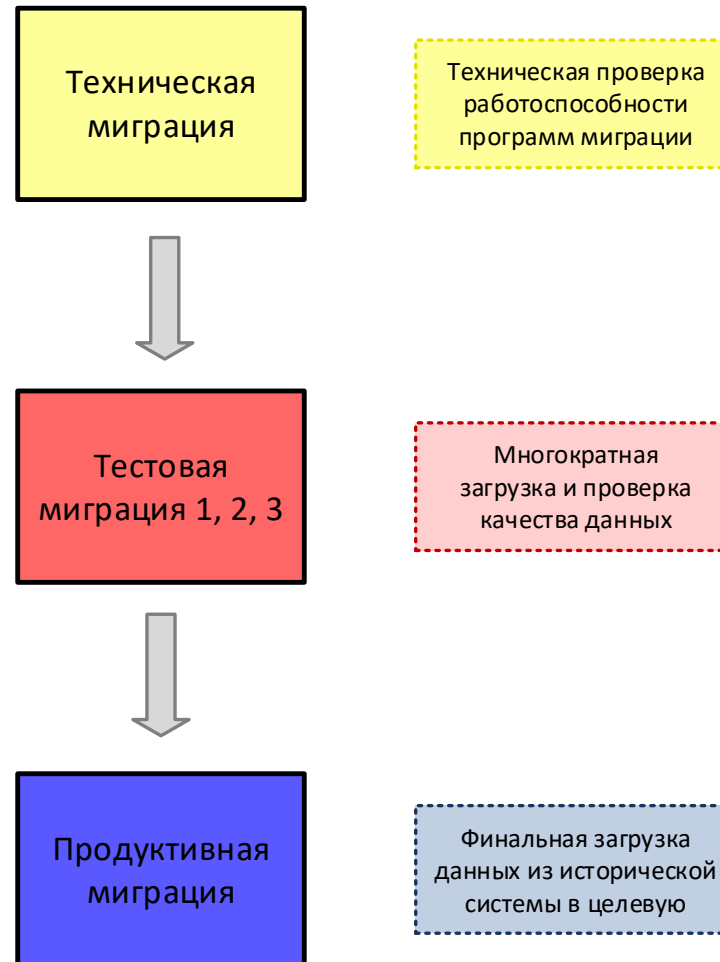 Техническая
миграция
Техническая проверка
работоспособности
программ миграции
Тестовая
миграция 1, 2, 3
Многократная
загрузка и проверка
качества данных
Продуктивная
миграция
Финальная загрузка
данных из исторической
системы в целевую